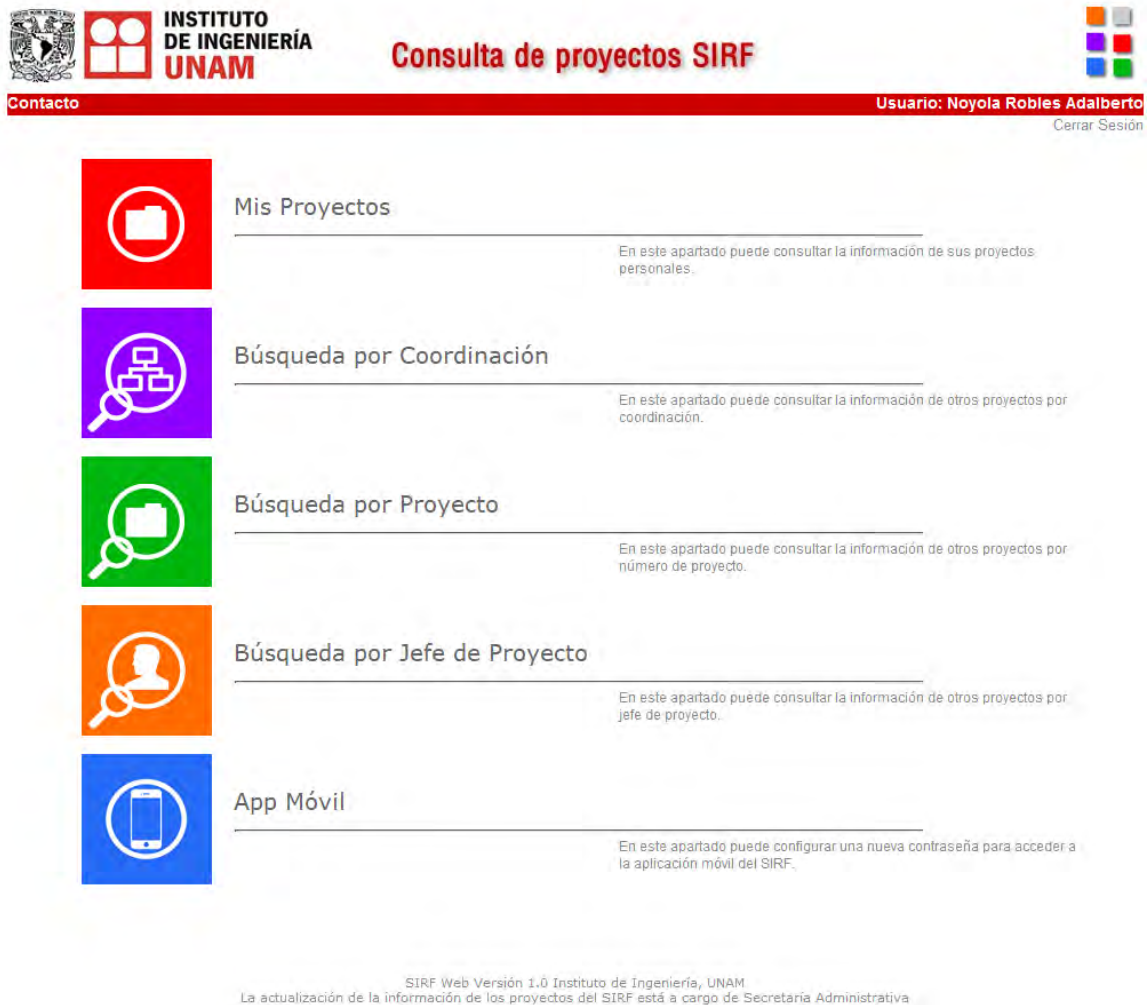 INSTITUTO
DE INGENIERÍA
UNAM
Consulta de proyectos SIRF
Contacto
Usuario: Noyola Robles Adalberto
Cerrar Sesión
Mis Proyectos
En este apartado puede consultar la información de sus proyectos
personales.
Búsqueda por Coordinación
En este apartado puede consultar la información de otros proyectos por
coordinación.
Búsqueda por Proyecto
En este apartado puede consultar la información de otros proyectos por
número de proyecto.
Búsqueda por Jefe de Proyecto
En este apartado puede consultar la información de otros proyectos por
jefe de proyecto.
App Móvil
En este apartado puede configurar una nueva contraseña para acceder a
la aplicación móvil del SIRF.
SIRF Web Versión 1.0 Instituto de Ingeniería, UNAM
La actualización de la información de los proyectos del SIRF está a cargo de Secretaría Administrativa